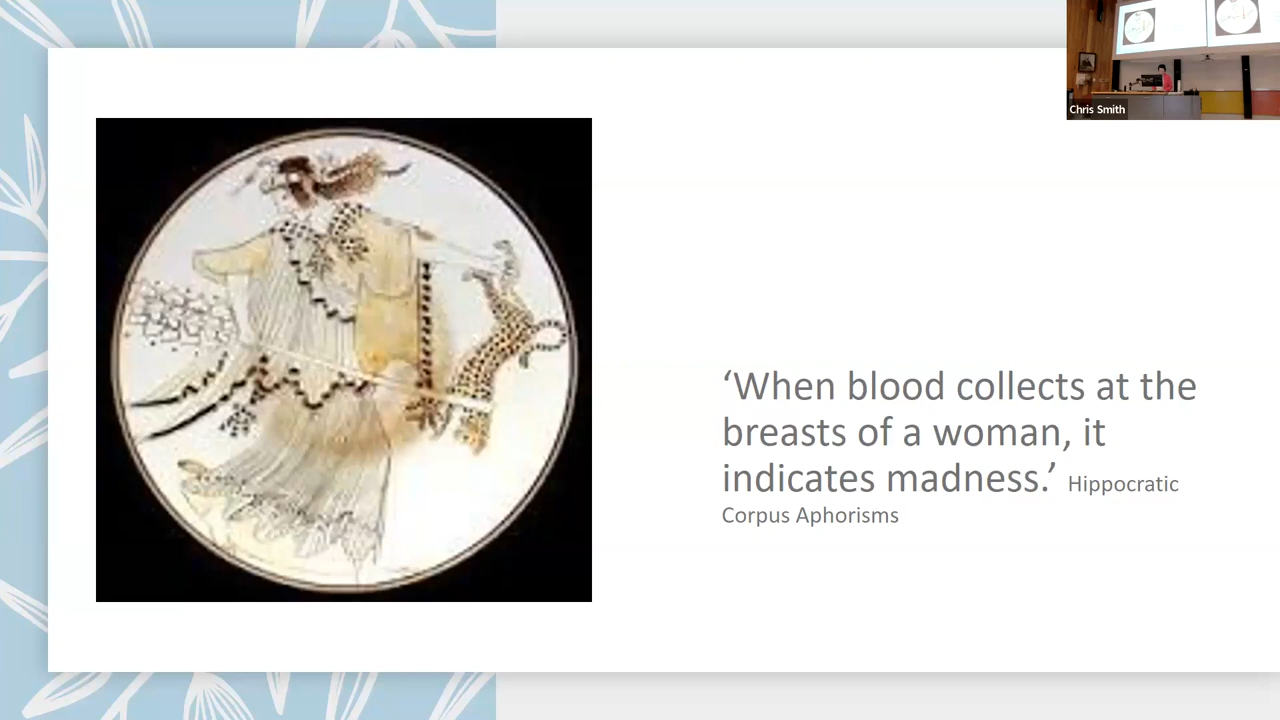 Chris Smith
‘When blood collects at the
breasts of a woman, it
indicates madness.’ Hippocratic
Corpus Aphorisms